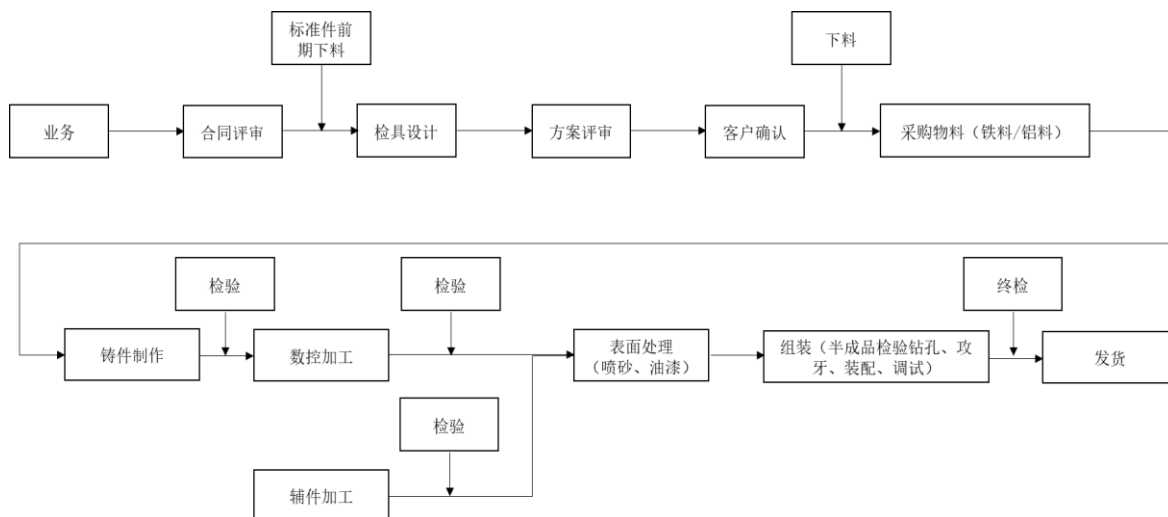 标准件前
期下料
下料
业务
合同评审
检具设计
方案评审
客户确认
采购物料（铁料/铝料）
检验
检验
终检
铸件制作
数控加工
表面处理
（喷砂、油漆）
组装（半成品检验钻孔、攻
牙、装配、调试）
发货
检验
辅件加工